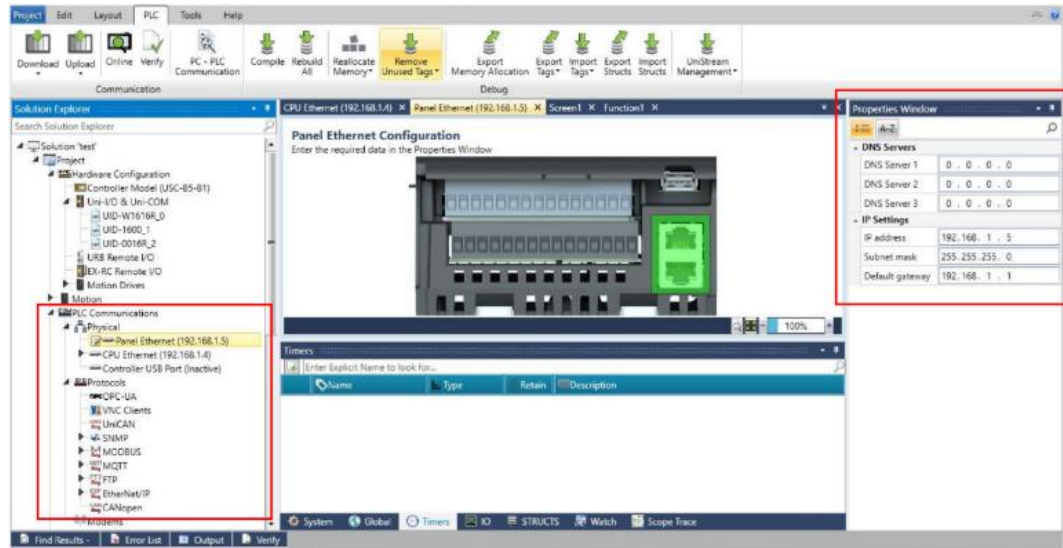 Project Edit Layout PLC Tools Help
Download Upload Online Verify PC - PLC Communication Compile Rebuild All Reallocate Memory Remove Unused Tags Export Memory Allocation Export Tags Import Tags Export Structs Import Structs UniStream Management
Communication Debug
Solution Explorer
Search Solution Explorer
Solution 'test'
Project
Hardware Configuration
Controller Model (USC-B5-B1)
Uni-I/O & Uni-COM
UID-W1616R_0
UID-1600_1
UID-0016R_2
URB Remote I/O
EX-RC Remote I/O
Motion Drives
Motion
PLC Communications
Physical
Panel Ethernet (192.168.1.5)
CPU Ethernet (192.168.1.4)
Controller USB Port (Inactive)
Protocols
OPC-UA
VNC Clients
UniCAN
SNMP
MODBUS
MQTT
FTP
EtherNet/IP
CANopen
Modems
CPU Ethernet (192.168.1.4) X Panel Ethernet (192.168.1.5) X Screen1 X Function1 X
Panel Ethernet Configuration
Enter the required data in the Properties Window
100%
Timers
Enter Explicit Name to look for...
Name Type Retain Description
System Global Timers IO STRUCTS Watch Scope Trace
Properties Window
A-Z
DNS Servers
DNS Server 1 0 . 0 . 0 . 0
DNS Server 2 0 . 0 . 0 . 0
DNS Server 3 0 . 0 . 0 . 0
IP Settings
IP address 192.168. 1 . 5
Subnet mask 255.255.255. 0
Default gateway 192.168. 1 . 1
Find Results - Error List Output Verify